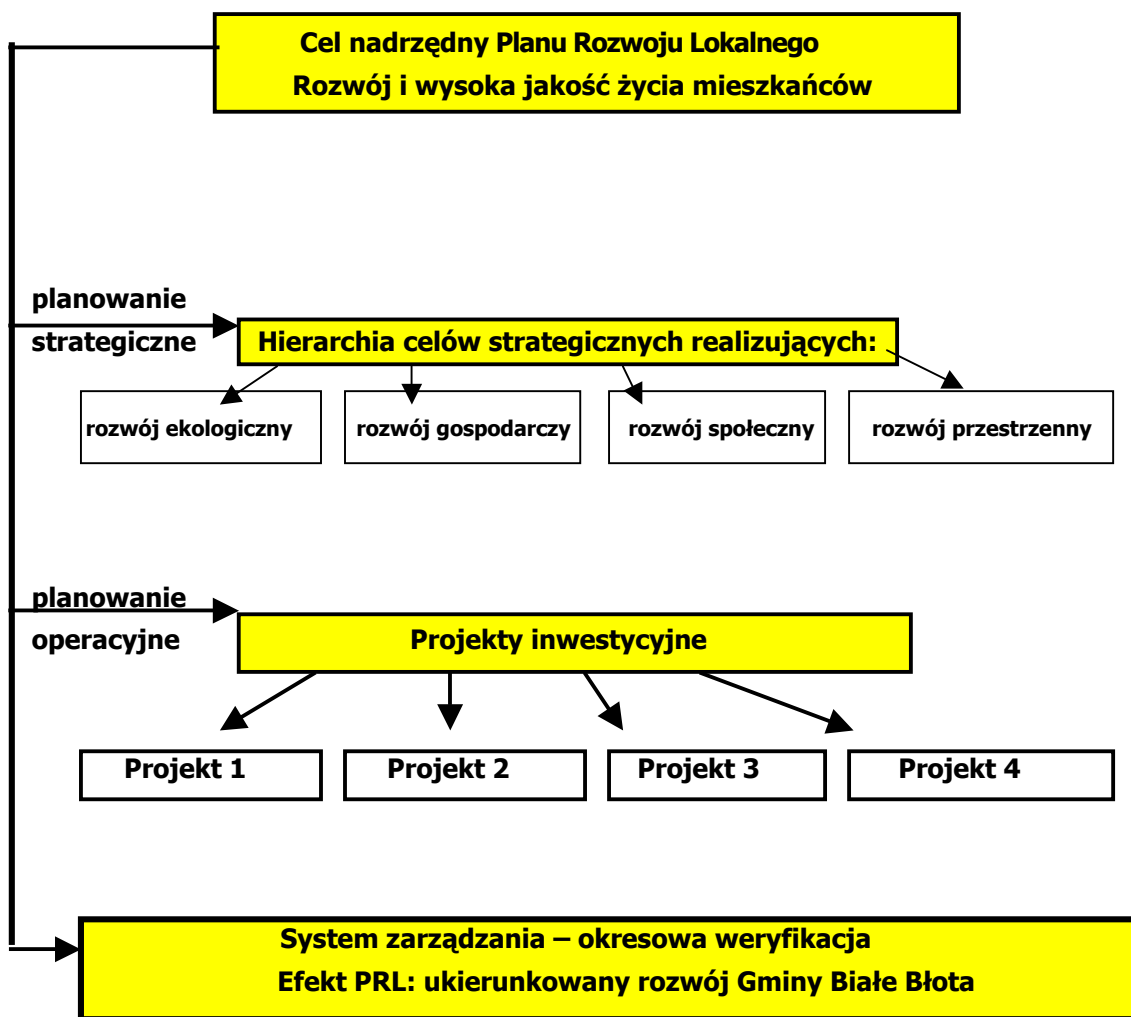 Cel nadrzędny Planu Rozwoju Lokalnego
Rozwój i wysoka jakość życia mieszkańców
planowanie
strategiczne
Hierarchia celów strategicznych realizujących:
rozwój ekologiczny
rozwój gospodarczy
rozwój społeczny
rozwój przestrzenny
planowanie
operacyjne
Projekty inwestycyjne
Projekt 1
Projekt 2
Projekt 3
Projekt 4
System zarządzania – okresowa weryfikacja
Efekt PRL: ukierunkowany rozwój Gminy Białe Błota